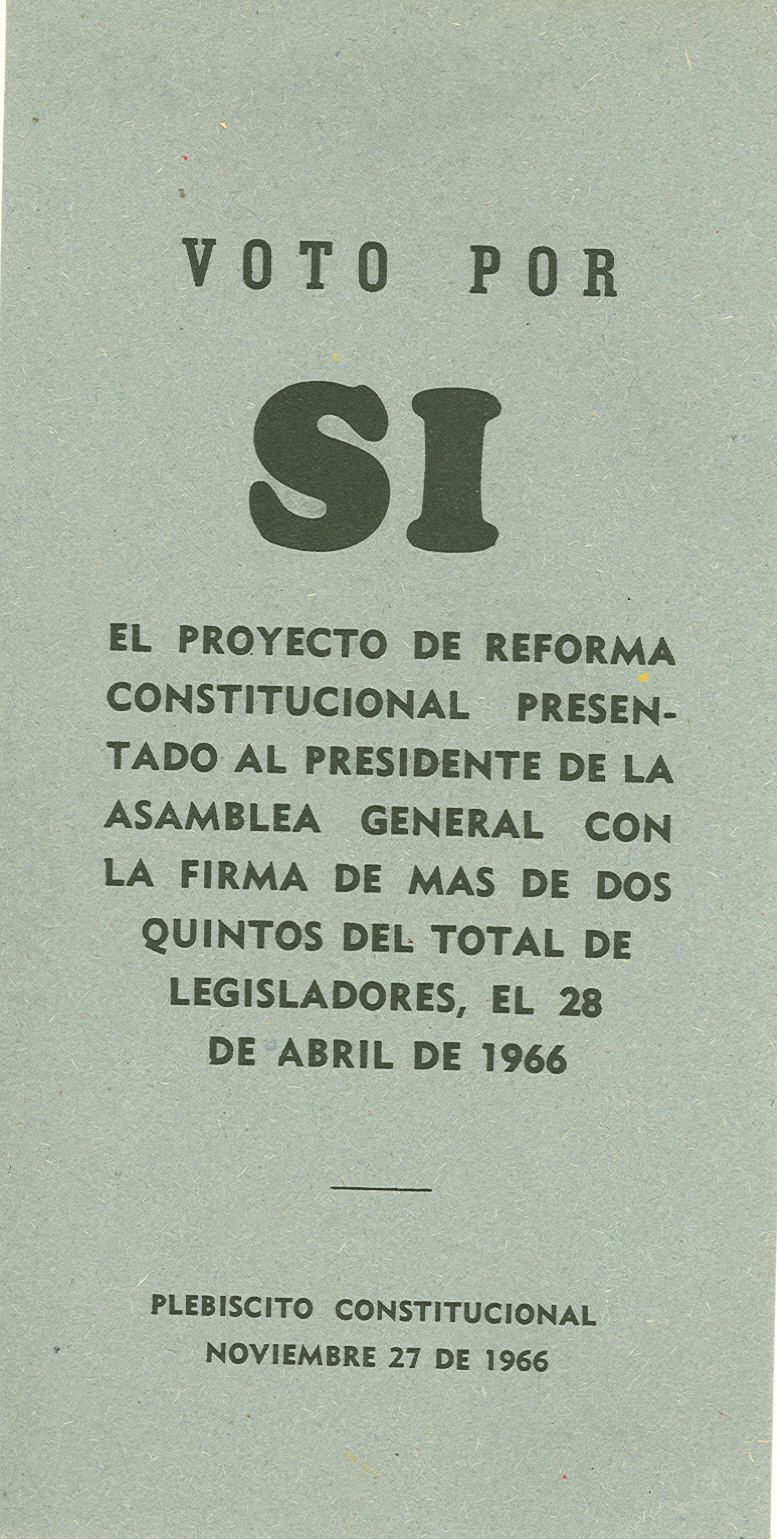 VOTO POR
SI
EL PROYECTO DE REFORMA
CONSTITUCIONAL PRESEN-
TADO AL PRESIDENTE DE LA
ASAMBLEA GENERAL CON
LA FIRMA DE MAS DE DOS
QUINTOS DEL TOTAL DE
LEGISLADORES, EL 28
DE ABRIL DE 1966
PLEBISCITO CONSTITUCIONAL
NOVIEMBRE 27 DE 1966